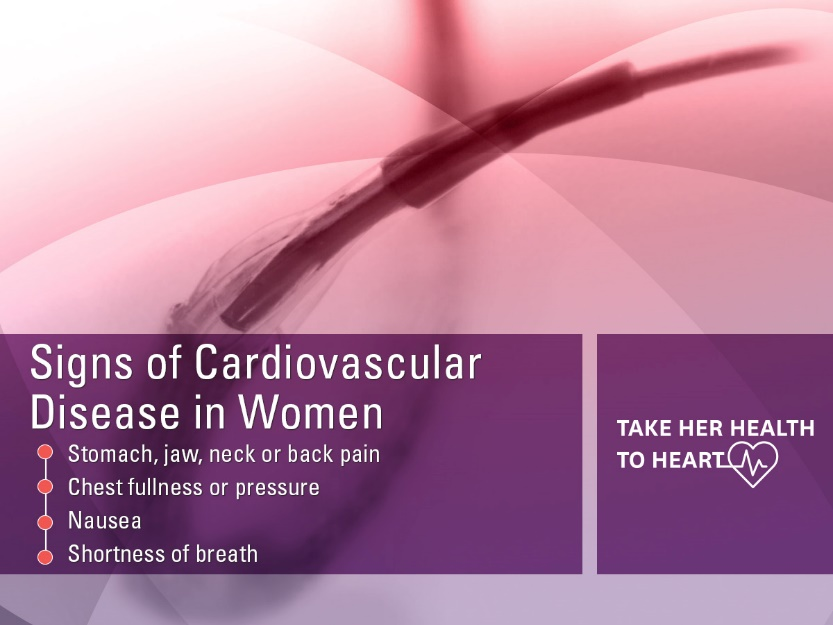 Signs of Cardiovascular
Disease in Women
Stomach, jaw, neck or back pain
Chest fullness or pressure
Nausea
Shortness of breath
TAKE HER HEALTH
TO HEART